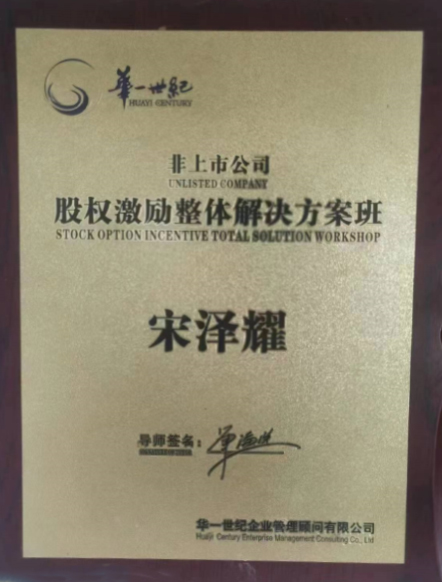 華一世紀
HUAYI CENTURY
非上市公司
UNLISTED COMPANY
股权激励整体解决方案班
STOCK OPTION INCENTIVE TOTAL SOLUTION WORKSHOP
宋泽耀
导师签名：
华一世纪企业管理顾问有限公司
Century Enterprise Management Consulting Co., Ltd